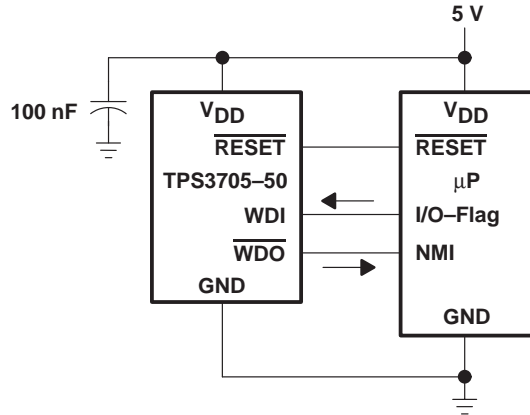 5 V
100 nF
VDD
RESET
TPS3705–50
WDI
WDO
GND
VDD
RESET
μP
I/O–Flag
NMI
GND